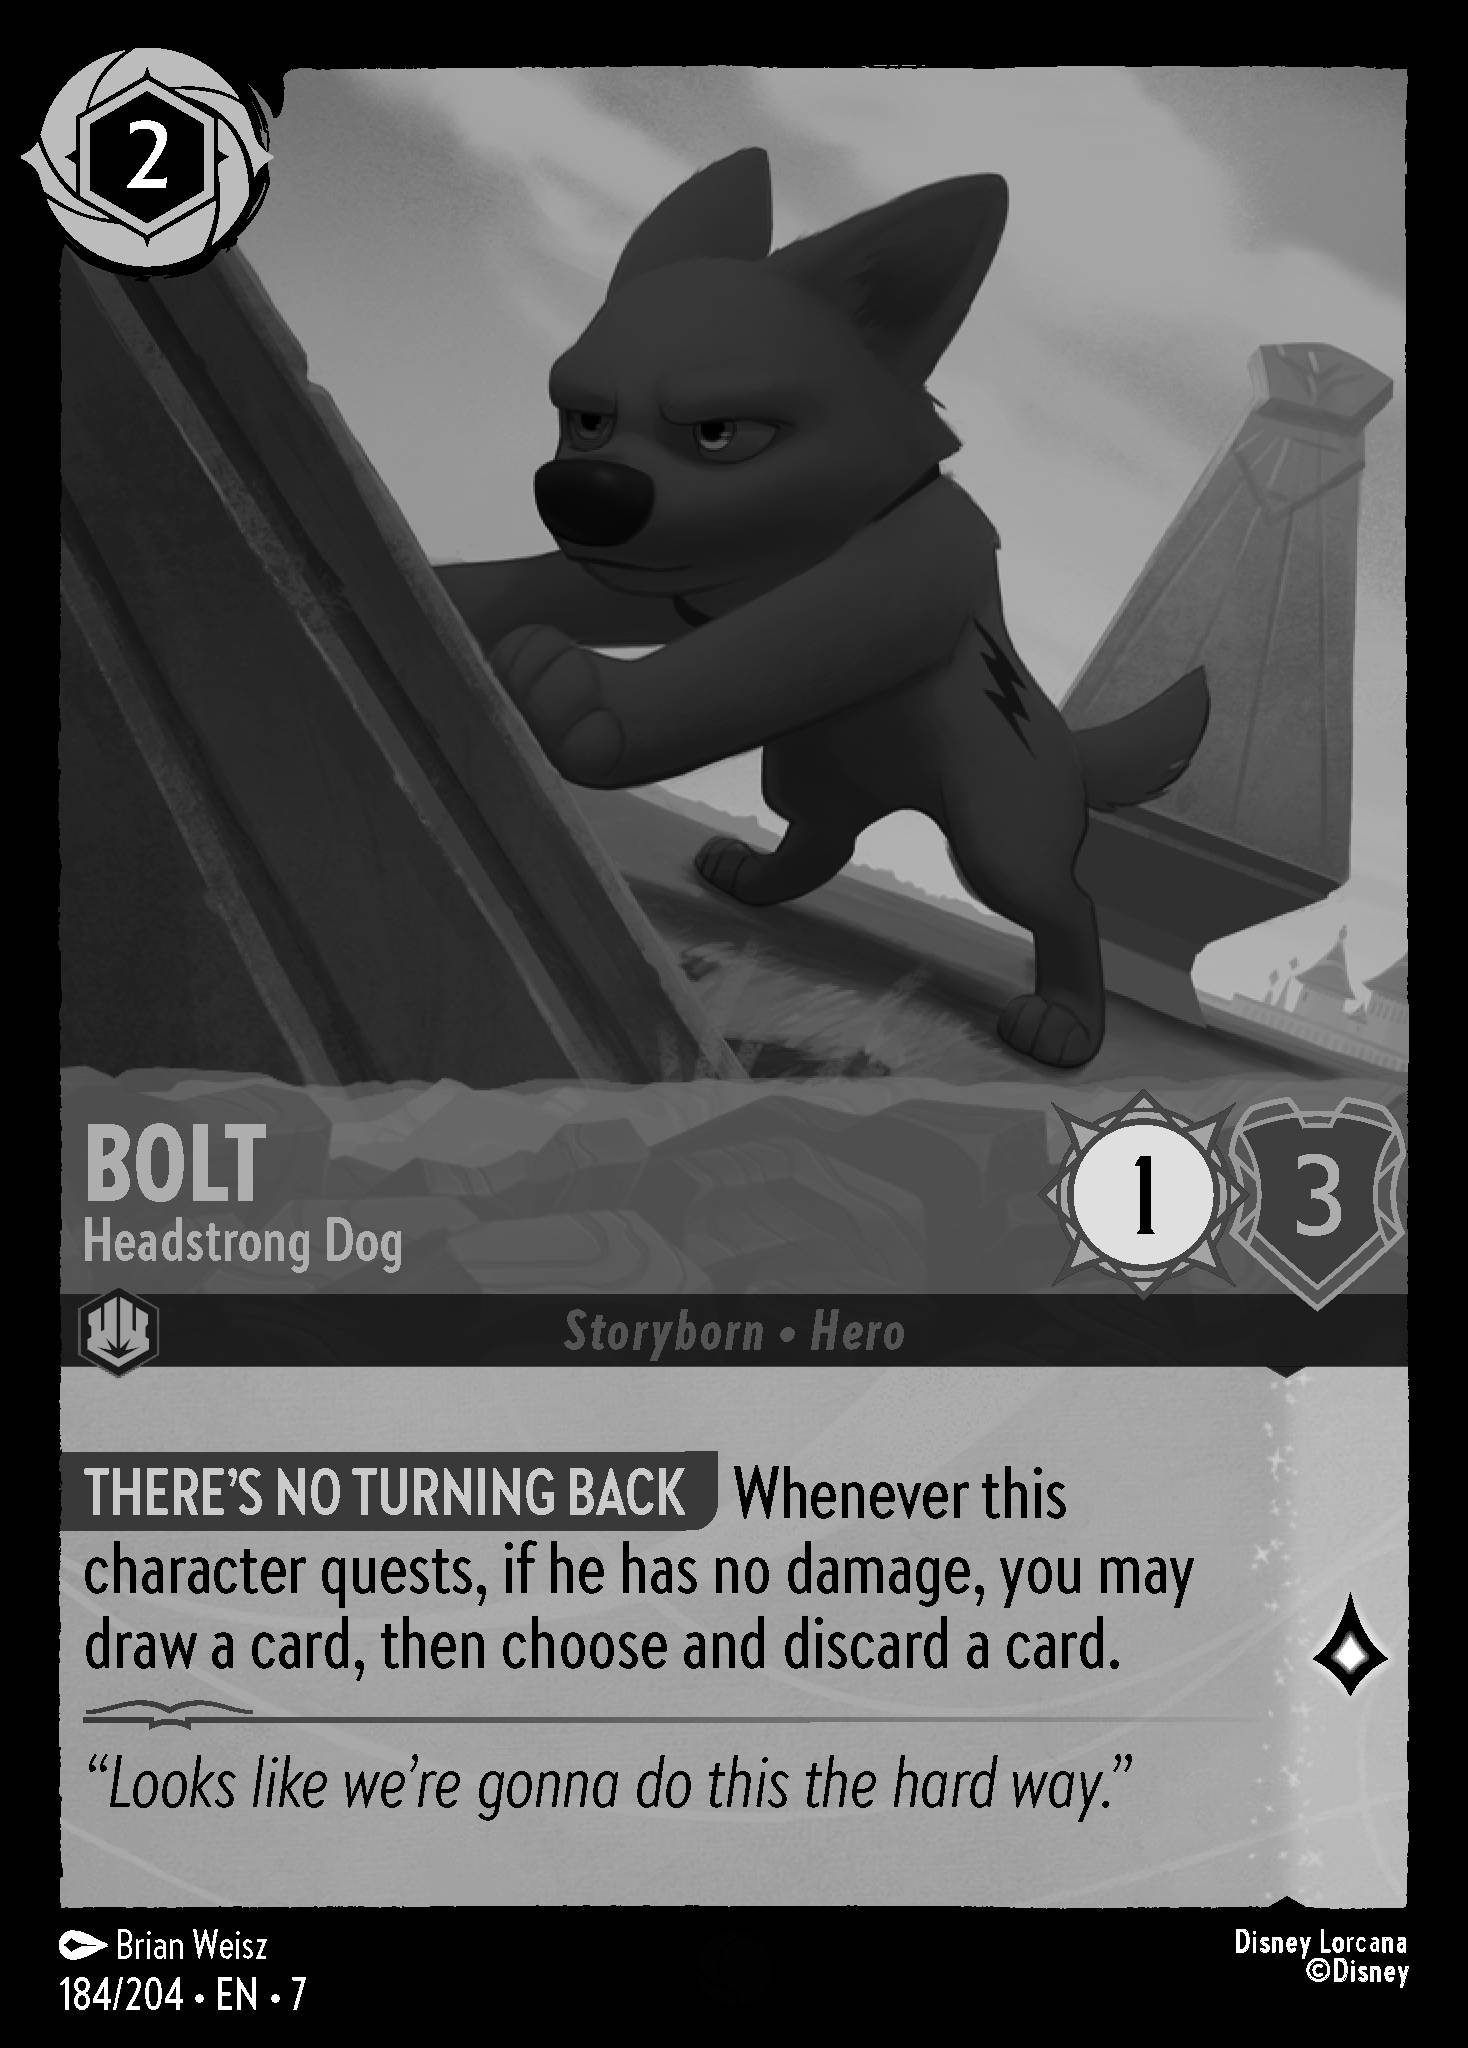 2
BOLT
Headstrong Dog
1 3
Storyborn • Hero
THERE'S NO TURNING BACK Whenever this
character quests, if he has no damage, you may
draw a card, then choose and discard a card.
“Looks like we're gonna do this the hard way.”
Brian Weisz
184/204 • EN • 7
Disney Lorcana
©Disney